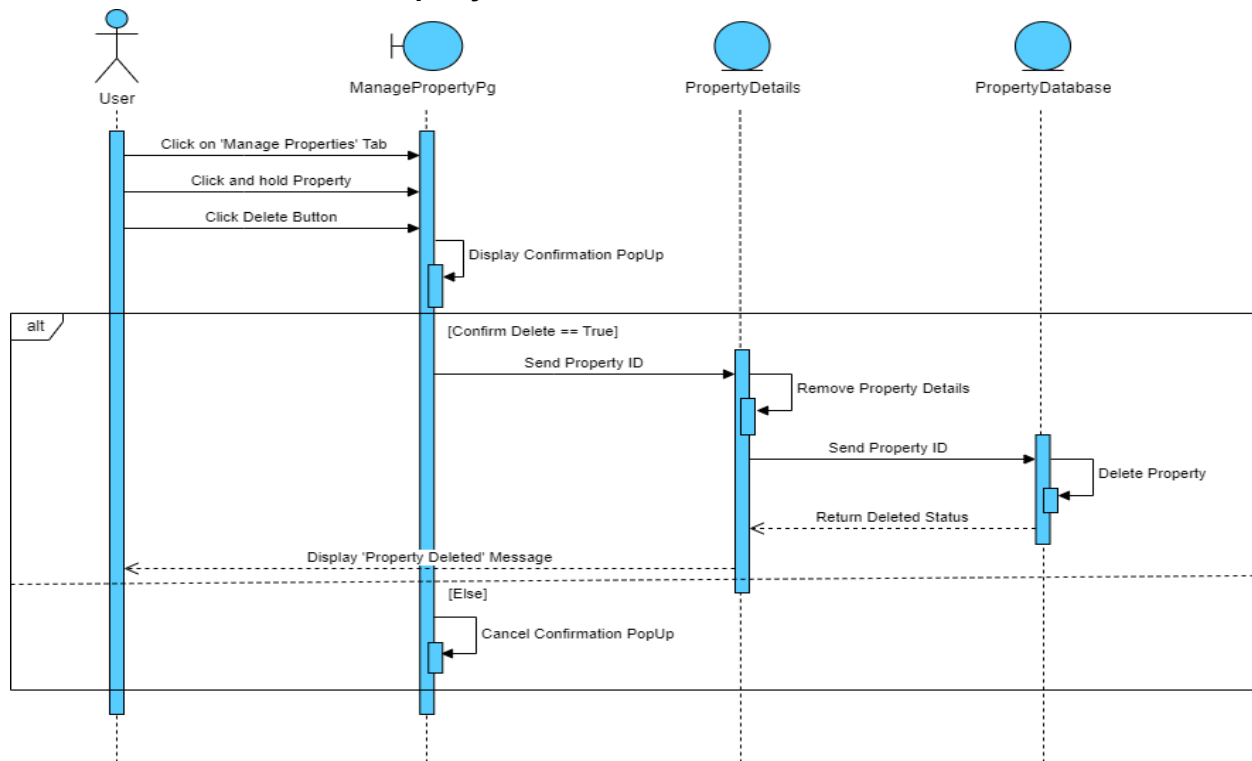 User
ManagePropertyPg
PropertyDetails
PropertyDatabase
Click on 'Manage Properties' Tab
Click and hold Property
Click Delete Button
Display Confirmation PopUp
alt
[Confirm Delete == True]
Send Property ID
Remove Property Details
Send Property ID
Delete Property
Return Deleted Status
Display 'Property Deleted' Message
[Else]
Cancel Confirmation PopUp